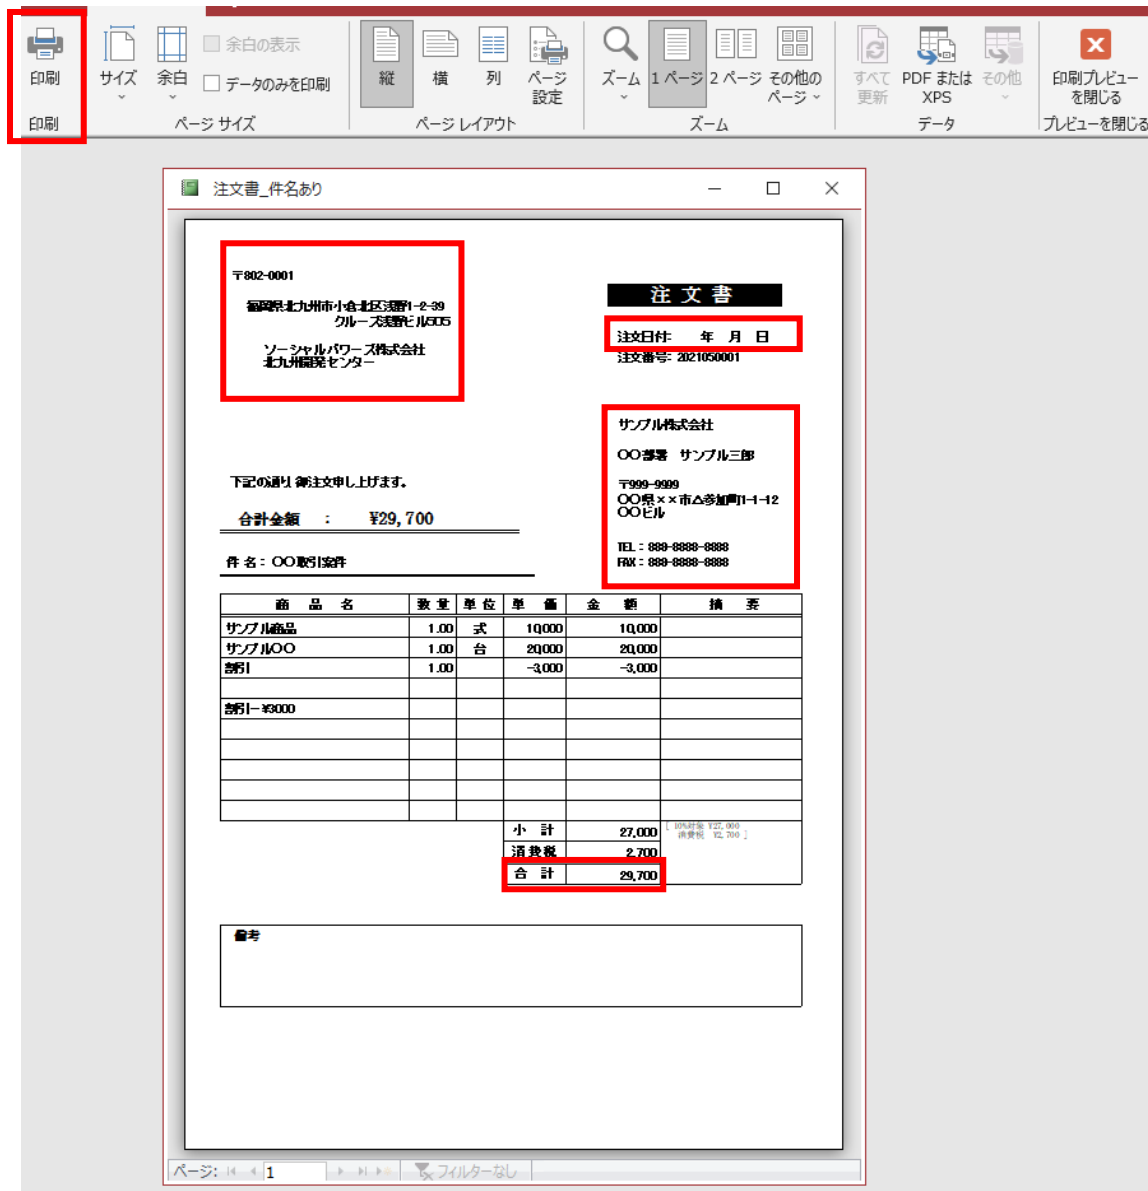 印刷
サイズ
余白
余白の表示
データのみを印刷
縦
横
列
ページ設定
ズーム
1 ページ
2 ページ
その他のページ
すべて更新
PDF または XPS
その他
印刷プレビューを閉じる
印刷
ページ サイズ
ページ レイアウト
ズーム
データ
プレビューを閉じる
注文書_件名あり
〒802-0001
福岡県北九州市小倉北区浅野1-2-39
クルーズ浅野ビル505
ソーシャルパワーズ株式会社
北九州開発センター
注 文 書
注文日付: 年 月 日
注文番号: 2021050001
サンプル株式会社
〇〇部署 サンプル三郎
〒999-9999
〇〇県××市△参加町1-1-12
〇〇ビル
TEL : 889-8888-8888
FAX : 889-8888-8888
下記の通り御注文申し上げます。
合計金額 : ¥29,700
件 名 : 〇〇取引案件
商 品 名 数 量 単 位 単 価 金 額 摘 要
サンプル商品 1.00 式 10,000 10,000
サンプル〇〇 1.00 台 20,000 20,000
割引 1.00 -3,000 -3,000
割引-¥3000
小 計 27,000 [ 10%対象 ¥27,000
消費税 ¥2,700 ]
消費税 2,700
合 計 29,700
備考
ページ: 1 フィルターなし